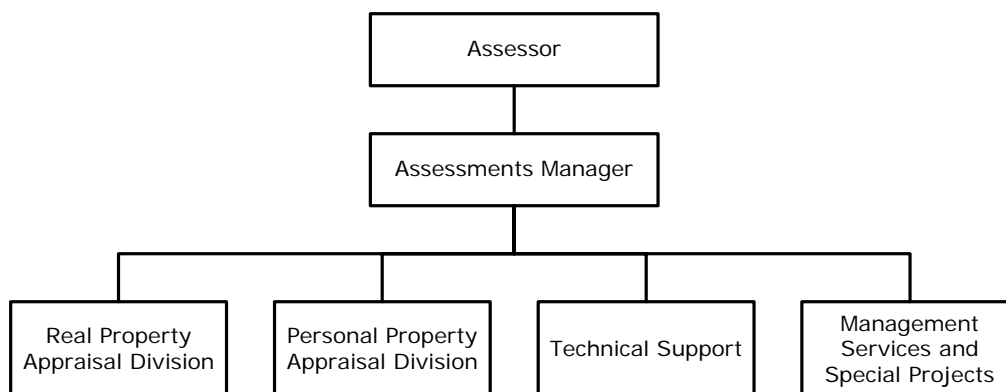 Assessor
Assessments Manager
Real Property
Appraisal Division
Personal Property
Appraisal Division
Technical Support
Management
Services and
Special Projects